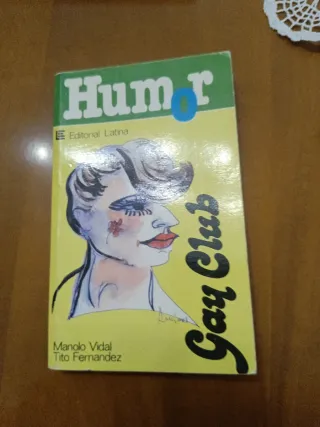 Humor
Editorial Latina
Gay Club
Manolo Vidal
Tito Fernandez